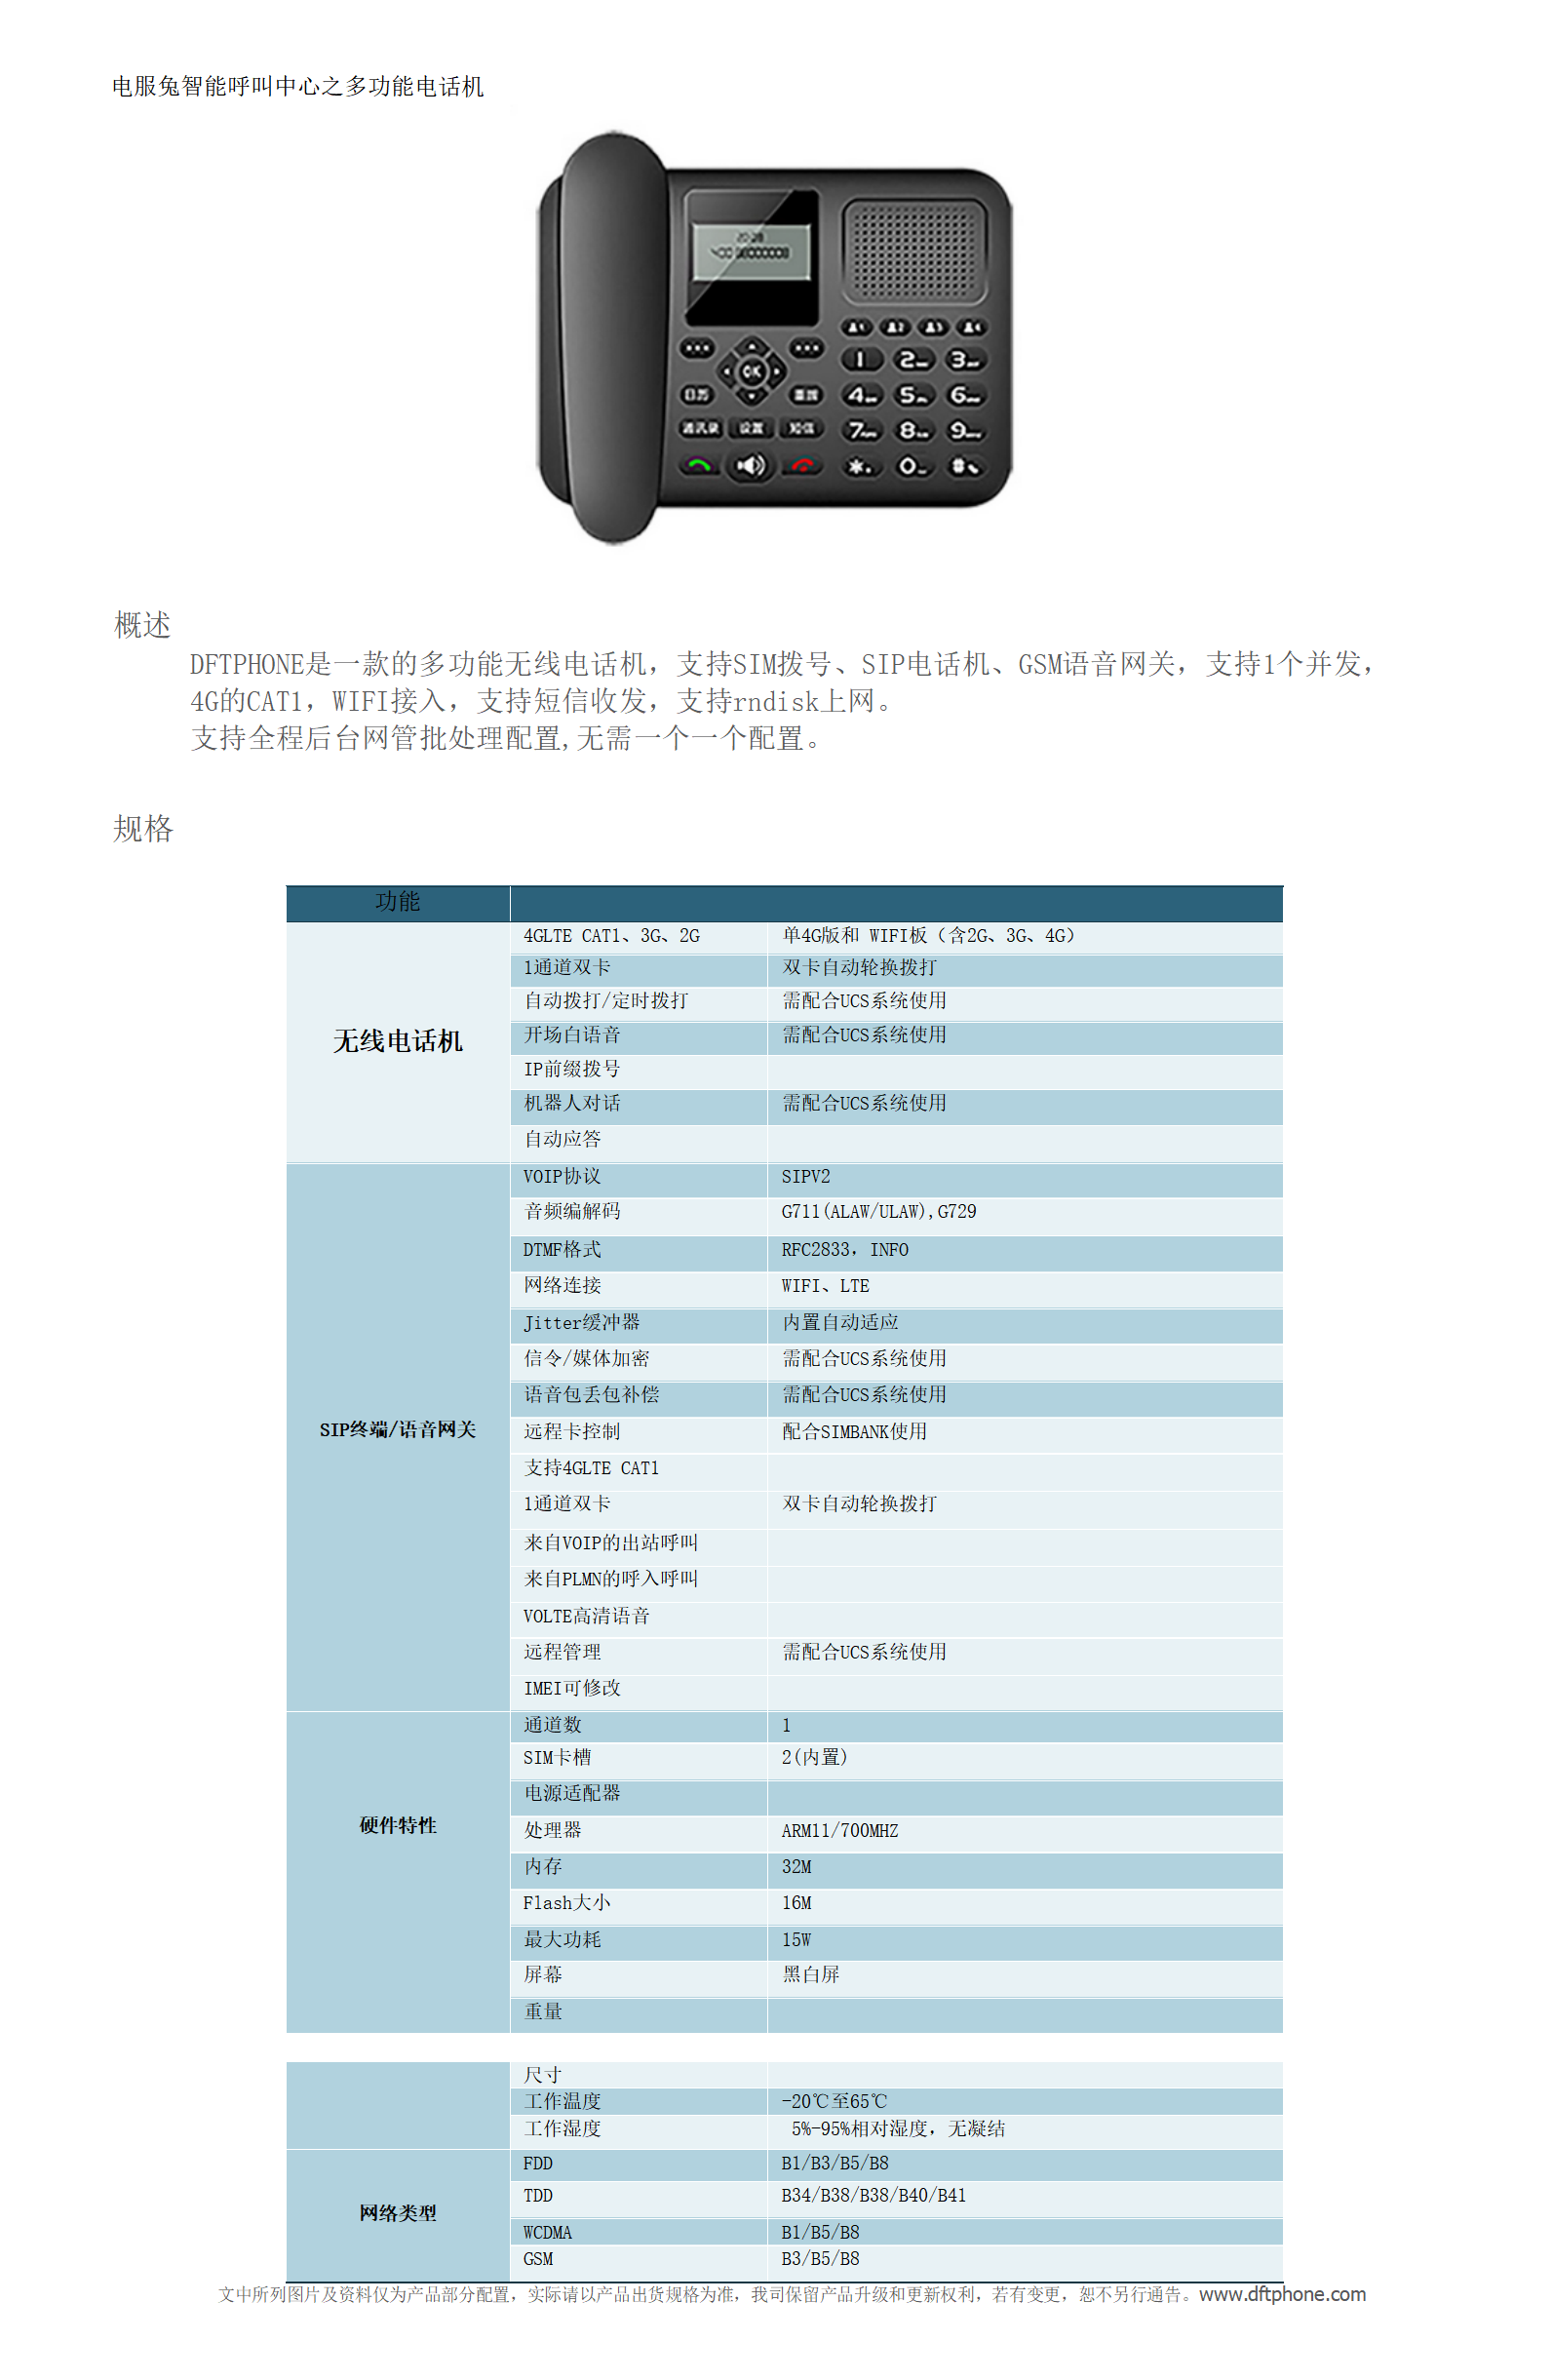 电服兔智能呼叫中心之多功能电话机
OK
通讯录 设置 短信
1 2 3
4 5 6
7 8 9
* 0 #
概述
DFTPHONE是一款的多功能无线电话机，支持SIM拨号、SIP电话机、GSM语音网关，支持1个并发，
4G的CAT1，WIFI接入，支持短信收发，支持rndisk上网。
支持全程后台网管批处理配置,无需一个一个配置。
规格
功能
无线电话机
4GLTE CAT1、3G、2G 单4G版和 WIFI板（含2G、3G、4G）
1通道双卡 双卡自动轮换拨打
自动拨打/定时拨打 需配合UCS系统使用
开场白语音 需配合UCS系统使用
IP前缀拨号
机器人对话 需配合UCS系统使用
自动应答
SIP终端/语音网关
VOIP协议 SIPV2
音频编解码 G711(ALAW/ULAW),G729
DTMF格式 RFC2833，INFO
网络连接 WIFI、LTE
Jitter缓冲器 内置自动适应
信令/媒体加密 需配合UCS系统使用
语音包丢包补偿 需配合UCS系统使用
远程卡控制 配合SIMBANK使用
支持4GLTE CAT1
1通道双卡 双卡自动轮换拨打
来自VOIP的出站呼叫
来自PLMN的呼入呼叫
VOLTE高清语音
远程管理 需配合UCS系统使用
IMEI可修改
硬件特性
通道数 1
SIM卡槽 2(内置)
电源适配器
处理器 ARM11/700MHZ
内存 32M
Flash大小 16M
最大功耗 15W
屏幕 黑白屏
重量
尺寸
工作温度 -20℃至65℃
工作湿度 5%-95%相对湿度，无凝结
网络类型
FDD B1/B3/B5/B8
TDD B34/B38/B38/B40/B41
WCDMA B1/B5/B8
GSM B3/B5/B8
文中所列图片及资料仅为产品部分配置，实际请以产品出货规格为准，我司保留产品升级和更新权利，若有变更，恕不另行通告。www.dftphone.com